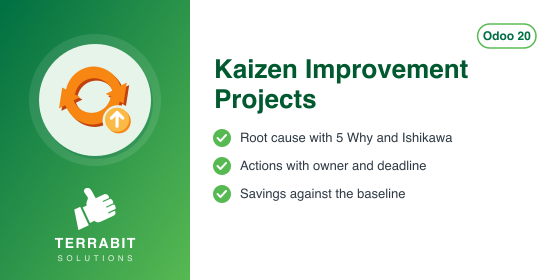 Odoo 20
Kaizen Improvement
Projects
Root cause with 5 Why and Ishikawa
Actions with owner and deadline
Savings against the baseline
TERRABIT
SOLUTIONS